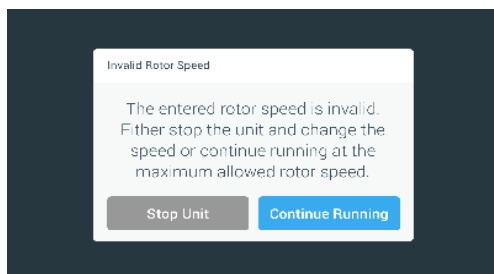 Invalid Rotor Speed
The entered rotor speed is invalid.
Either stop the unit and change the
speed or continue running at the
maximum allowed rotor speed.
Stop Unit
Continue Running